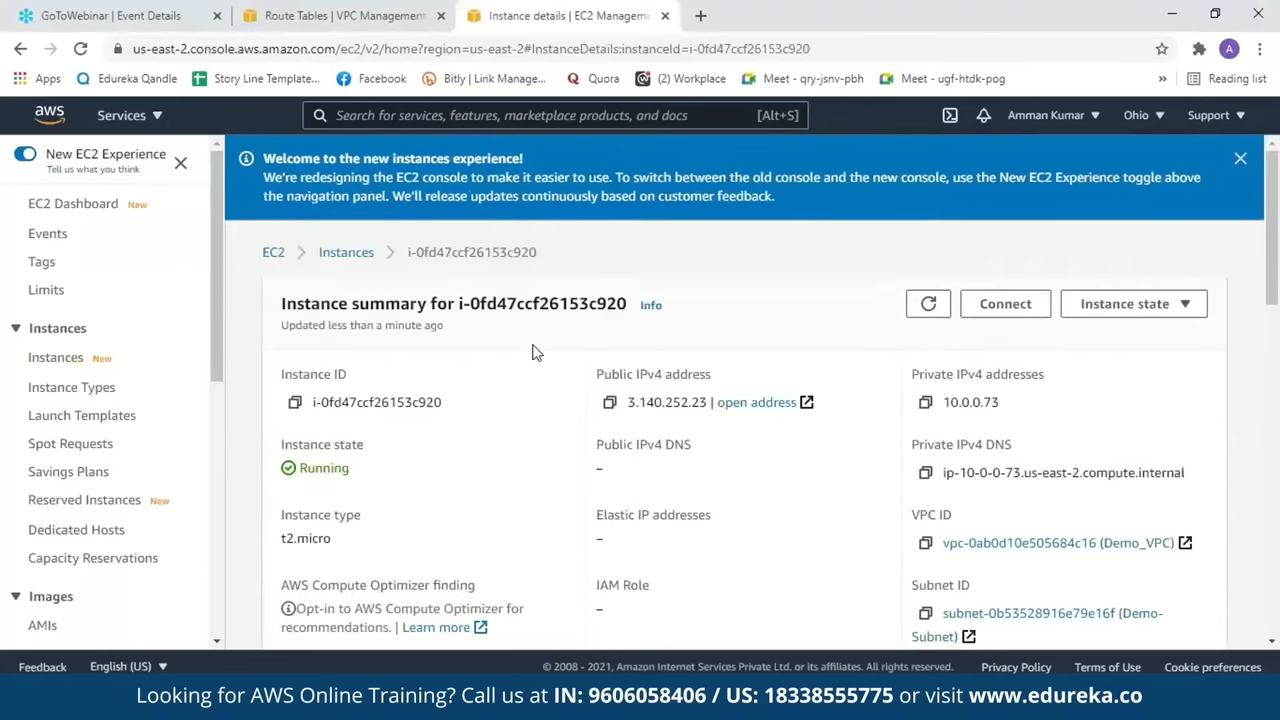 GoToWebinar | Event Details
Route Tables | VPC Management
Instance details | EC2 Manageme
us-east-2.console.aws.amazon.com/ec2/v2/home?region=us-east-2#InstanceDetails:instanceId=i-0fd47ccf26153c920
A
Apps
Edureka Qandle
Story Line Template...
Facebook
Bitly | Link Manage...
Quora
(2) Workplace
Meet - qry-jsnv-pbh
Meet - ugf-htdk-pog
»
Reading list
aws
Services
Search for services, features, marketplace products, and docs
[Alt+S]
Amman Kumar
Ohio
Support
New EC2 Experience
Tell us what you think
EC2 Dashboard New
Events
Tags
Limits
Instances
Instances New
Instance Types
Launch Templates
Spot Requests
Savings Plans
Reserved Instances New
Dedicated Hosts
Capacity Reservations
Images
AMIs
Welcome to the new instances experience!
We're redesigning the EC2 console to make it easier to use. To switch between the old console and the new console, use the New EC2 Experience toggle above
the navigation panel. We'll release updates continuously based on customer feedback.
EC2 > Instances > i-0fd47ccf26153c920
Instance summary for i-0fd47ccf26153c920 Info
Updated less than a minute ago
Connect
Instance state
Instance ID
i-0fd47ccf26153c920
Public IPv4 address
3.140.252.23 | open address
Private IPv4 addresses
10.0.0.73
Instance state
Running
Public IPv4 DNS
–
Private IPv4 DNS
ip-10-0-0-73.us-east-2.compute.internal
Instance type
t2.micro
Elastic IP addresses
–
VPC ID
vpc-0ab0d10e505684c16 (Demo_VPC)
AWS Compute Optimizer finding
Opt-in to AWS Compute Optimizer for
recommendations. | Learn more
IAM Role
–
Subnet ID
subnet-0b53528916e79e16f (Demo-
Subnet)
Feedback
English (US)
© 2008 - 2021, Amazon Internet Services Private Ltd. or its affiliates. All rights reserved.
Privacy Policy
Terms of Use
Cookie preferences
Looking for AWS Online Training? Call us at IN: 9606058406 / US: 18338555775 or visit www.edureka.co